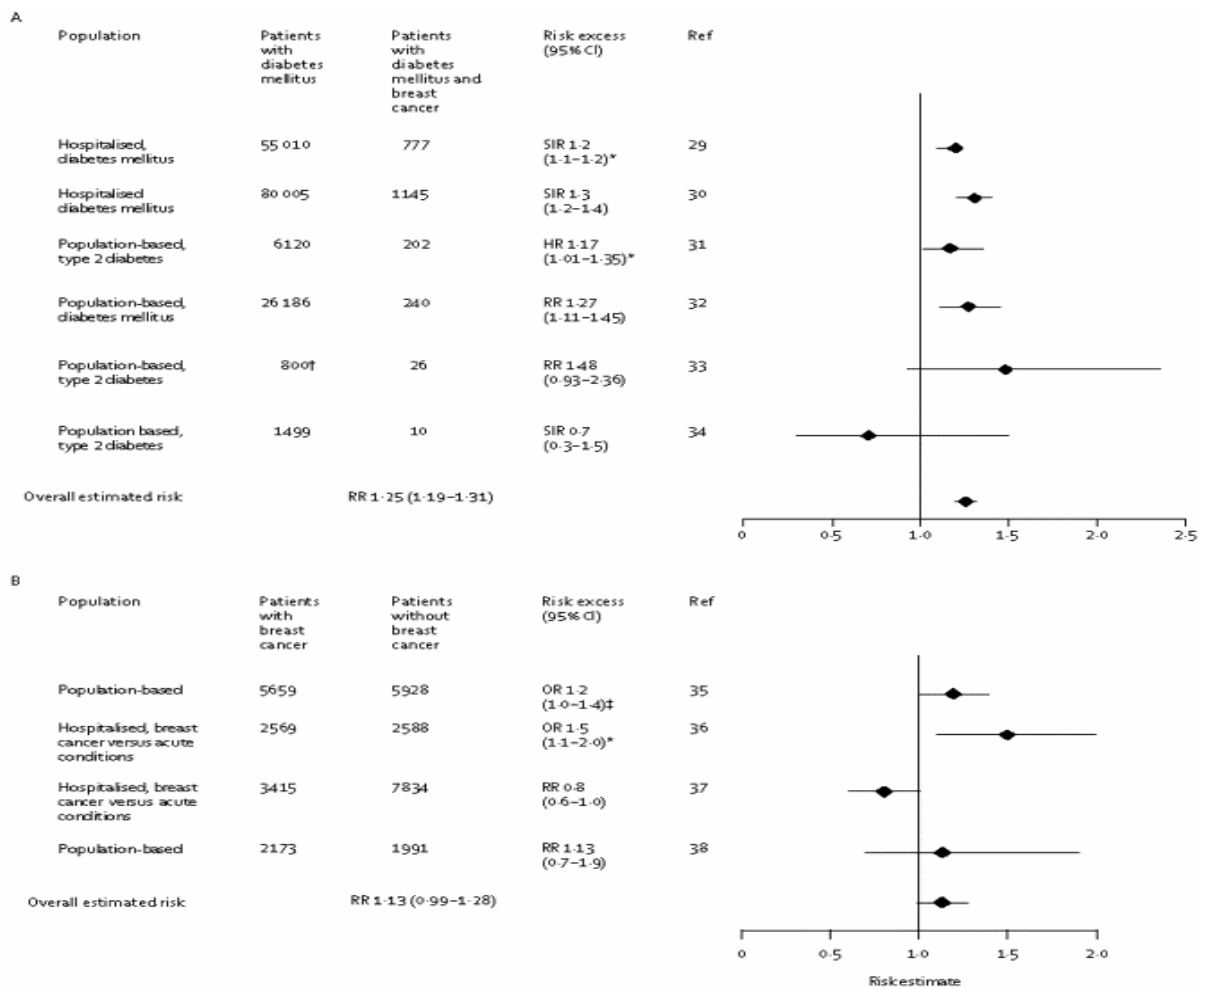 A
Population Patients Patients Risk excess Ref
with with (95% CI)
diabetes diabetes
mellitus mellitus and
breast
cancer
Hospitalised, 55 010 777 SIR 1·2 29
diabetes mellitus (1·1–1·2)*
Hospitalised 80 005 1145 SIR 1·3 30
diabetes mellitus (1·2–1·4)
Population-based, 6120 202 HR 1·17 31
type 2 diabetes (1·01–1·35)*
Population-based, 26 186 240 RR 1·27 32
diabetes mellitus (1·11–1·45)
Population-based, 800† 26 RR 1·48 33
type 2 diabetes (0·93–2·36)
Population based, 1499 10 SIR 0·7 34
type 2 diabetes (0·3–1·5)
Overall estimated risk RR 1·25 (1·19–1·31)
0 0·5 1·0 1·5 2·0 2·5
B
Population Patients Patients Risk excess Ref
with without (95% CI)
breast breast
cancer cancer
Population-based 5659 5928 OR 1·2 35
(1·0–1·4)‡
Hospitalised, breast 2569 2588 OR 1·5 36
cancer versus acute (1·1–2·0)*
conditions
Hospitalised, breast 3415 7834 RR 0·8 37
cancer versus acute (0·6–1·0)
conditions
Population-based 2173 1991 RR 1·13 38
(0·7–1·9)
Overall estimated risk RR 1·13 (0·99–1·28)
0 0·5 1·0 1·5 2·0
Risk estimate